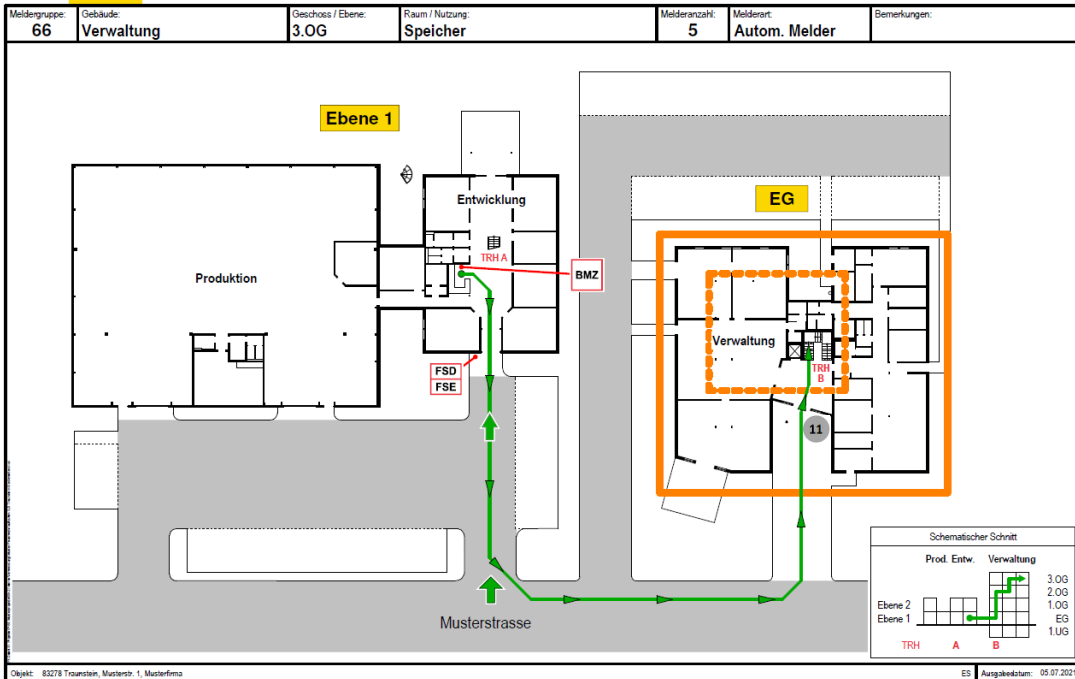 Meldergruppe:
66
Gebäude:
Verwaltung
Geschoss / Ebene:
3.OG
Raum / Nutzung:
Speicher
Melderanzahl:
5
Melderart:
Autom. Melder
Bemerkungen:
Ebene 1
Entwicklung
TRH A
BMZ
Produktion
FSD
FSE
EG
Verwaltung
TRH
B
11
Musterstrasse
Schematischer Schnitt
Prod. Entw. Verwaltung
3.OG
2.OG
Ebene 2 1.OG
Ebene 1 EG
1.UG
TRH A B
Objekt: 83278 Traunstein, Musterstr. 1, Musterfirma
ES Ausgabedatum: 05.07.2021